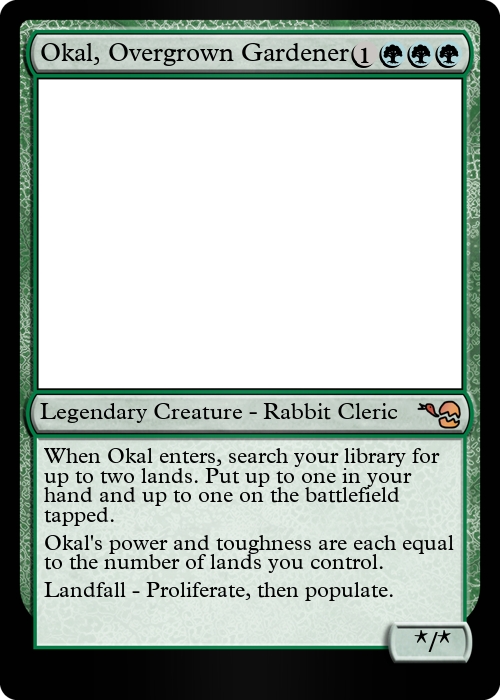 Okal, Overgrown Gardener 1
Legendary Creature - Rabbit Cleric
When Okal enters, search your library for
up to two lands. Put up to one in your
hand and up to one on the battlefield
tapped.
Okal's power and toughness are each equal
to the number of lands you control.
Landfall - Proliferate, then populate.
*/*